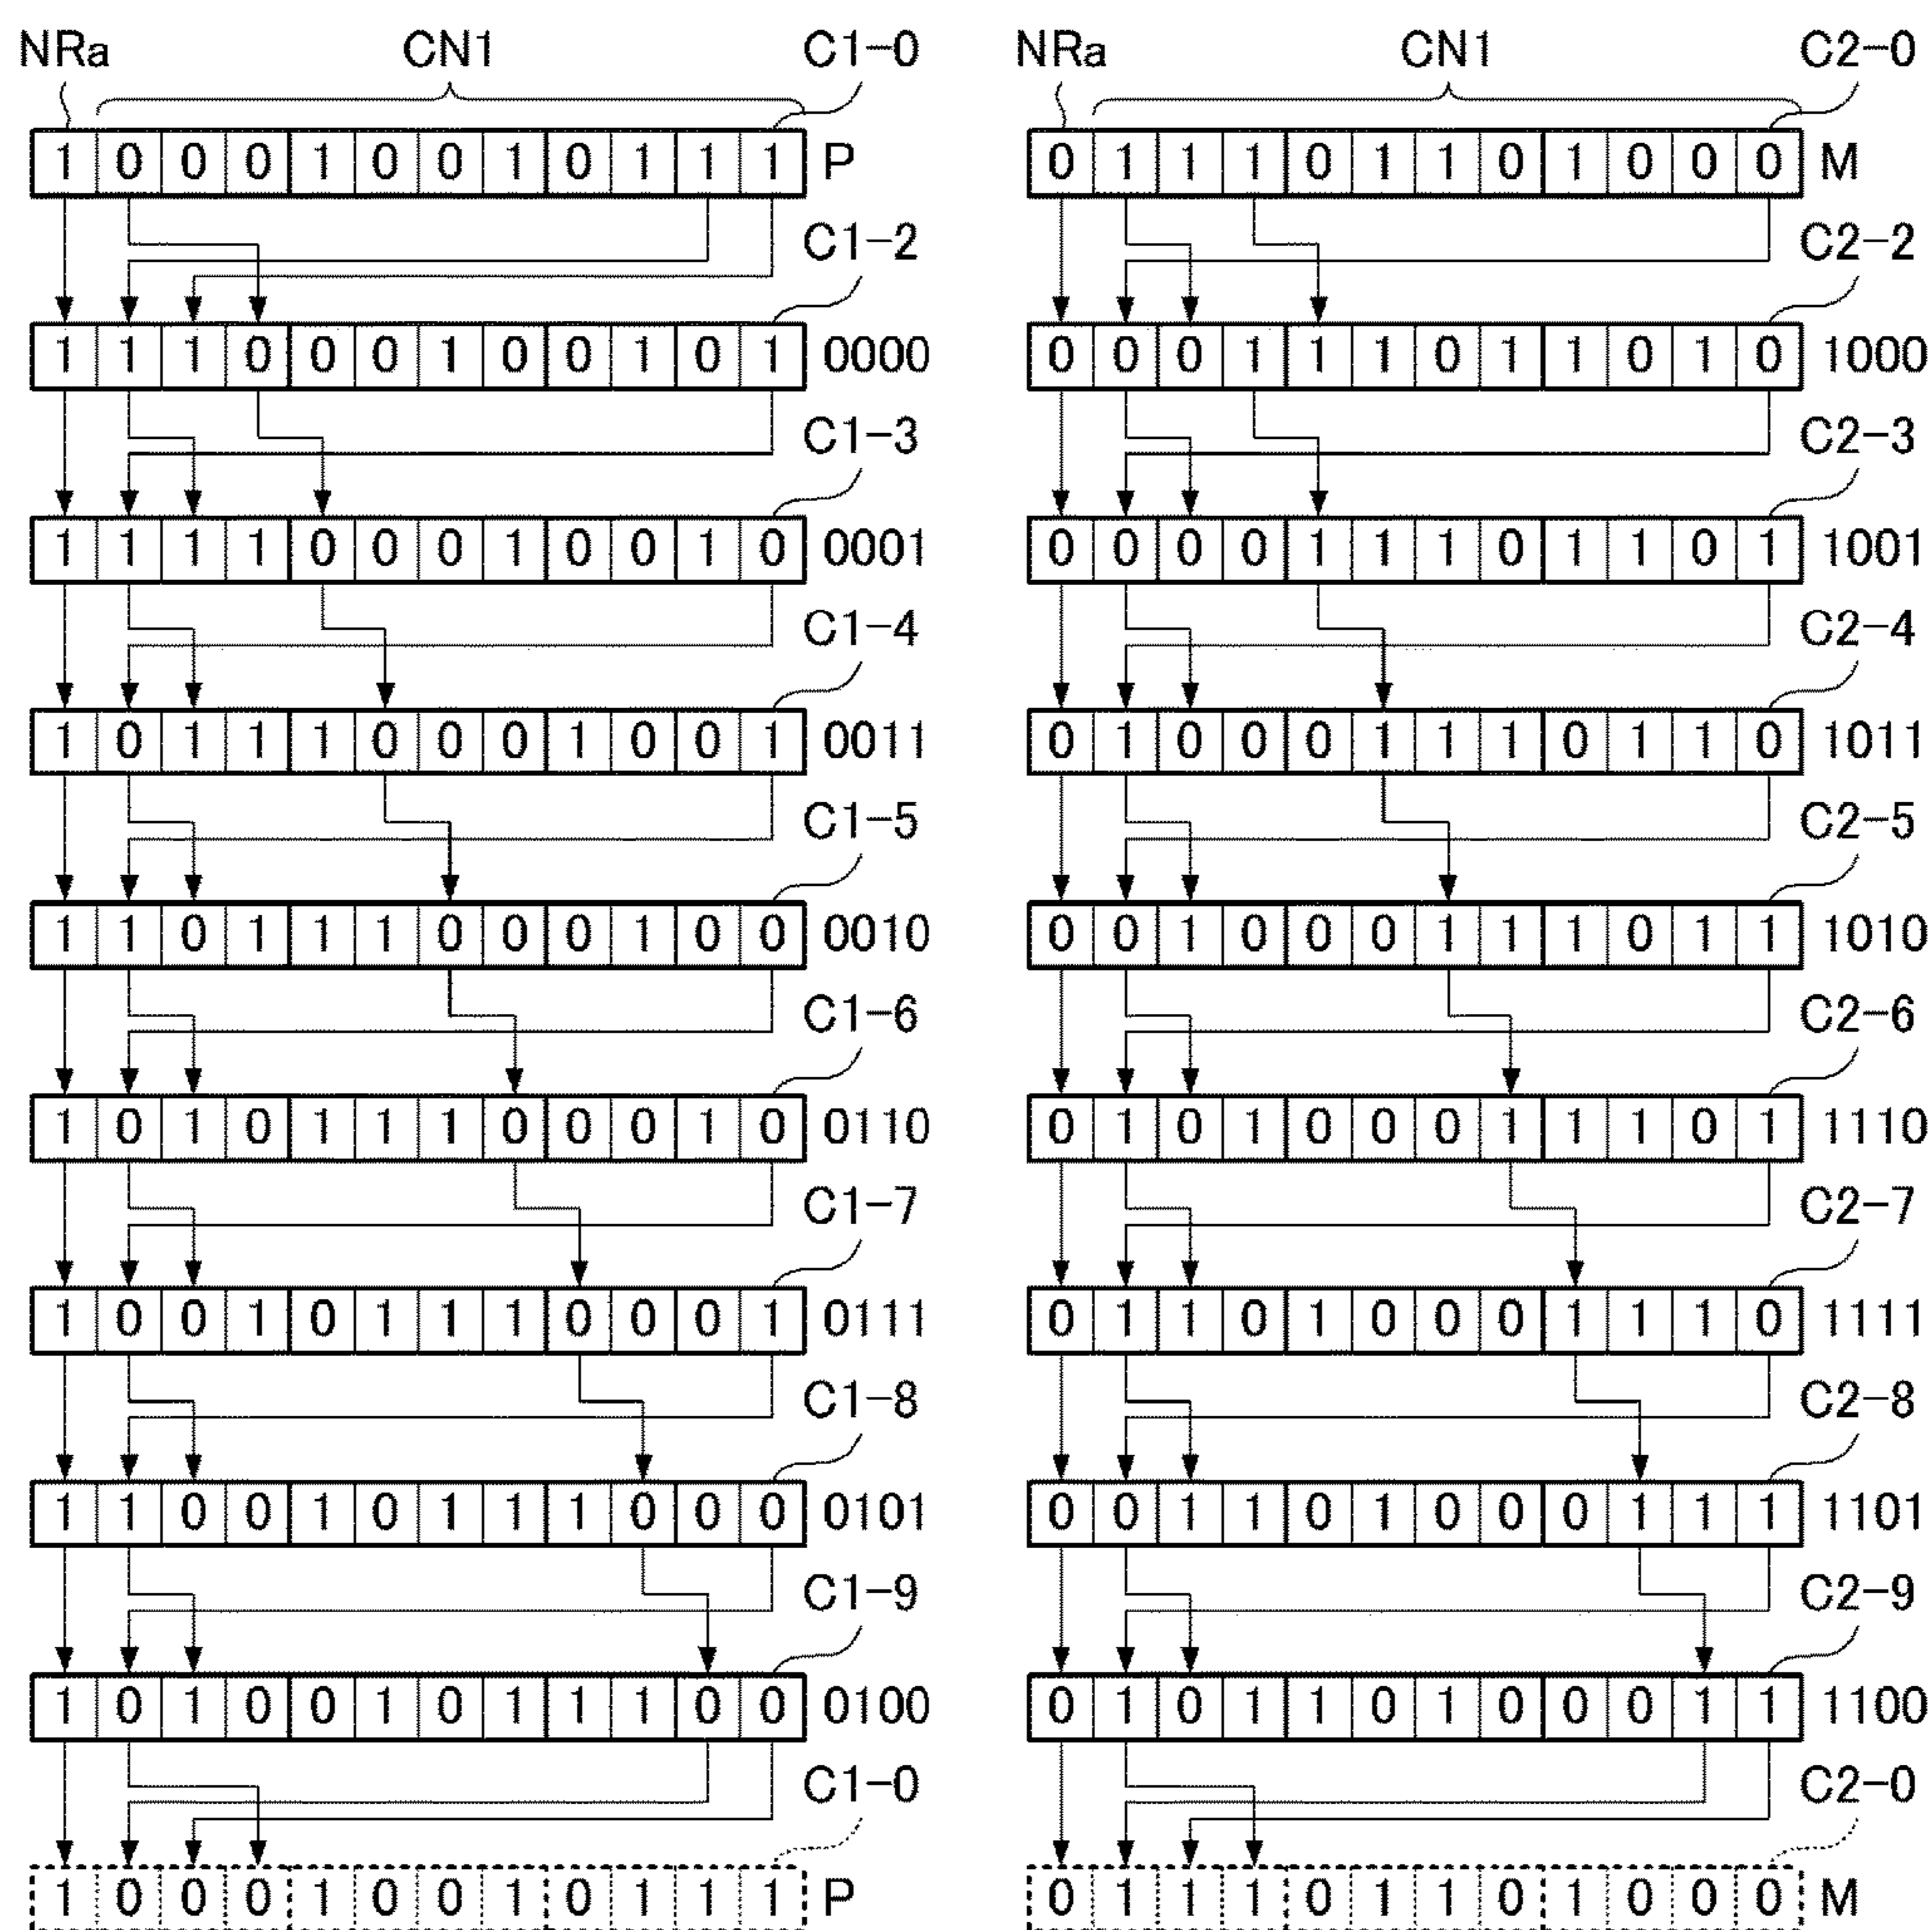 NRa CN1 C1-0
1 0 0 0 1 0 0 1 0 1 1 1 P
C1-2
1 1 1 0 0 0 1 0 0 1 0 1 0000
C1-3
1 1 1 1 0 0 0 1 0 0 1 0 0001
C1-4
1 0 1 1 1 0 0 0 1 0 0 1 0011
C1-5
1 1 0 1 1 1 0 0 0 1 0 0 0010
C1-6
1 0 1 0 1 1 1 0 0 0 1 0 0110
C1-7
1 0 0 1 0 1 1 1 0 0 0 1 0111
C1-8
1 1 0 0 1 0 1 1 1 0 0 0 0101
C1-9
1 0 1 0 0 1 0 1 1 1 0 0 0100
C1-0
1 0 0 0 1 0 0 1 0 1 1 1 P
NRa CN1 C2-0
0 1 1 1 0 1 1 0 1 0 0 0 M
C2-2
0 0 0 1 1 1 0 1 1 0 1 0 1000
C2-3
0 0 0 0 1 1 1 0 1 1 0 1 1001
C2-4
0 1 0 0 0 1 1 1 0 1 1 0 1011
C2-5
0 0 1 0 0 0 1 1 1 0 1 1 1010
C2-6
0 1 0 1 0 0 0 1 1 1 0 1 1110
C2-7
0 1 1 0 1 0 0 0 1 1 1 0 1111
C2-8
0 0 1 1 0 1 0 0 0 1 1 1 1101
C2-9
0 1 0 1 1 0 1 0 0 0 1 1 1100
C2-0
0 1 1 1 0 1 1 0 1 0 0 0 M